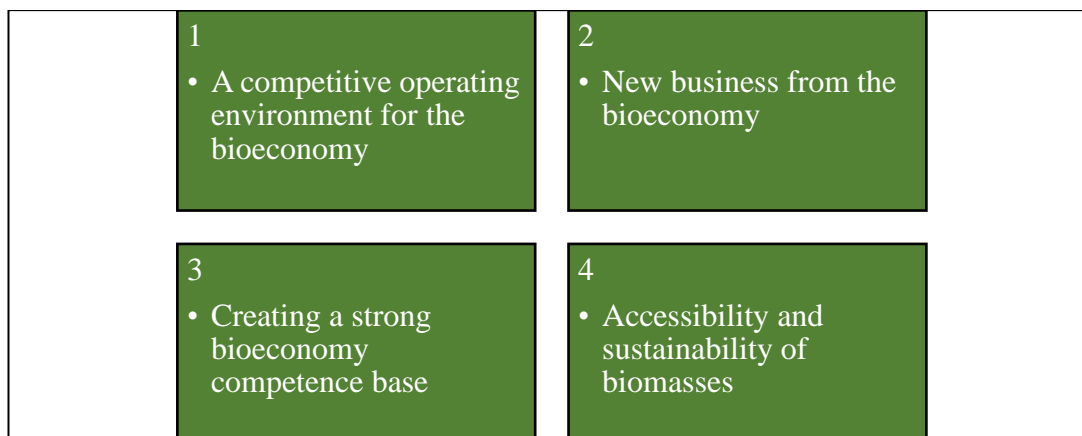 1
• A competitive operating
environment for the
bioeconomy
2
• New business from the
bioeconomy
3
• Creating a strong
bioeconomy
competence base
4
• Accessibility and
sustainability of
biomasses